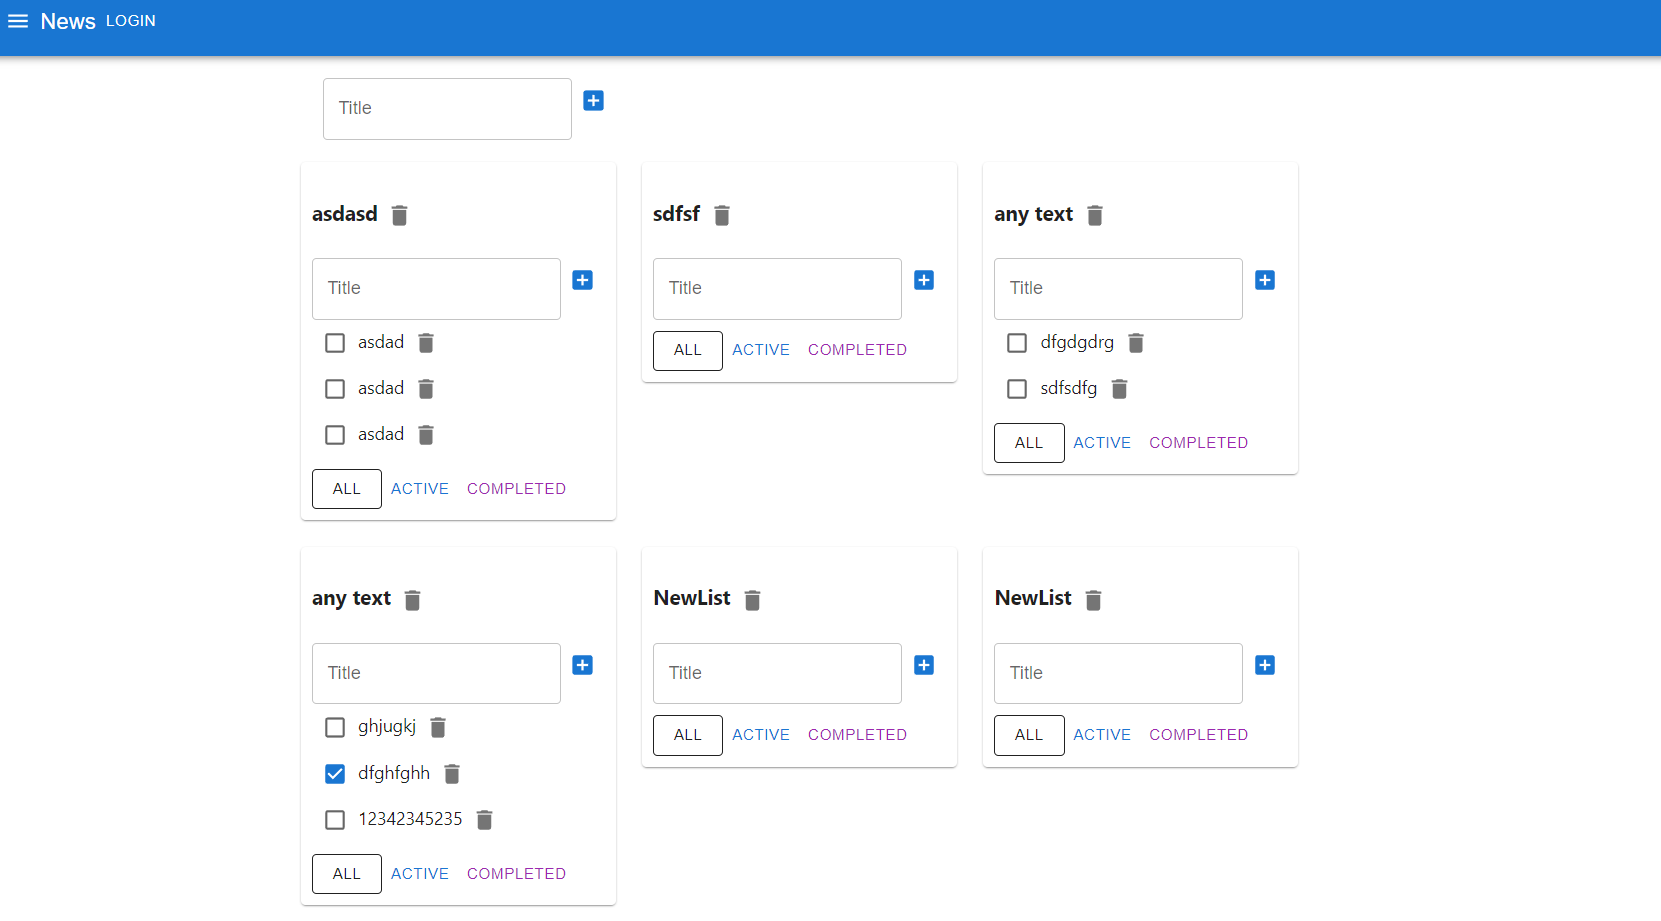 News LOGIN
Title
asdasd
Title
asdad
asdad
asdad
ALL ACTIVE COMPLETED
sdfsf
Title
ALL ACTIVE COMPLETED
any text
Title
dfgdgdrg
sdfsdfg
ALL ACTIVE COMPLETED
any text
Title
ghjugkj
dfghfghh
12342345235
ALL ACTIVE COMPLETED
NewList
Title
ALL ACTIVE COMPLETED
NewList
Title
ALL ACTIVE COMPLETED